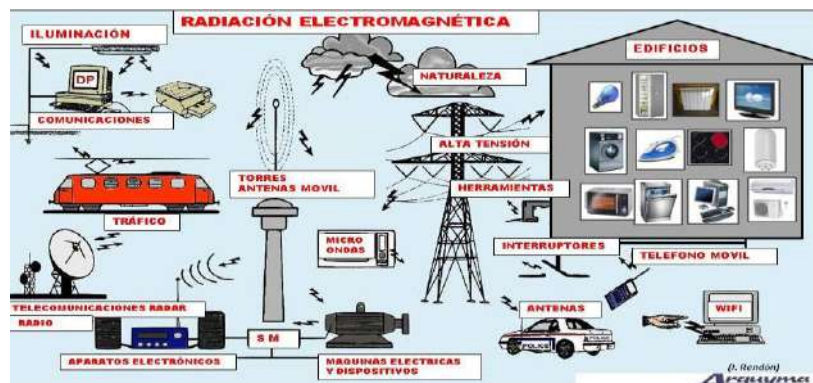 RADIACIÓN ELECTROMAGNÉTICA
ILUMINACIÓN
DP
COMUNICACIONES
NATURALEZA
EDIFICIOS
ALTA TENSIÓN
TORRES
ANTENAS MOVIL
HERRAMIENTAS
TRÁFICO
MICRO
ONDAS
INTERRUPTORES
TELEFONO MOVIL
TELECOMUNICACIONES RADAR
RADIO
ANTENAS
WIFI
S M
POLICE
APARATOS ELECTRÓNICOS
MAQUINAS ELECTRICAS
Y DISPOSITIVOS
(J. Rendón)
Arquyma